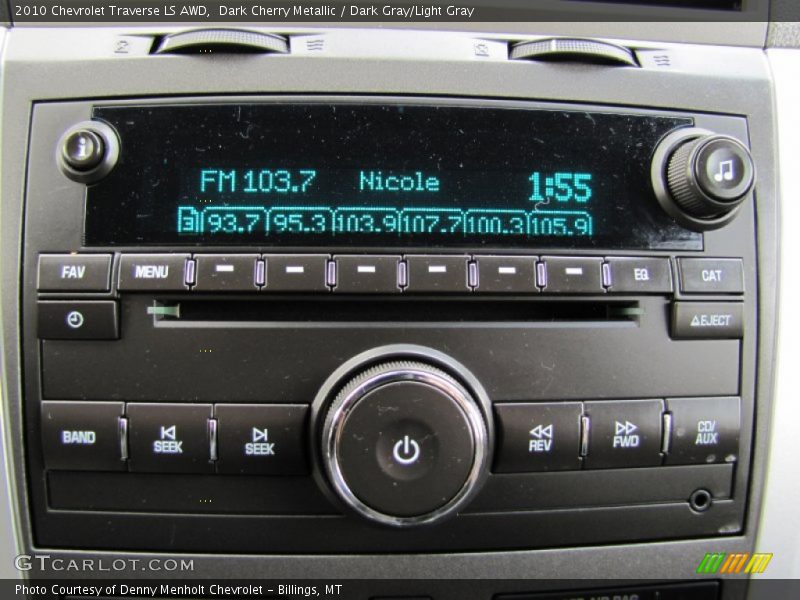 2010 Chevrolet Traverse LS AWD, Dark Cherry Metallic / Dark Gray/Light Gray
i
FM 103.7 Nicole 1:55
3 93.7 95.3 103.9 107.7 100.3 105.9
FAV MENU EQ CAT
EJECT
BAND SEEK SEEK REV FWD CD/AUX
GTCARLOT.COM
Photo Courtesy of Denny Menholt Chevrolet - Billings, MT